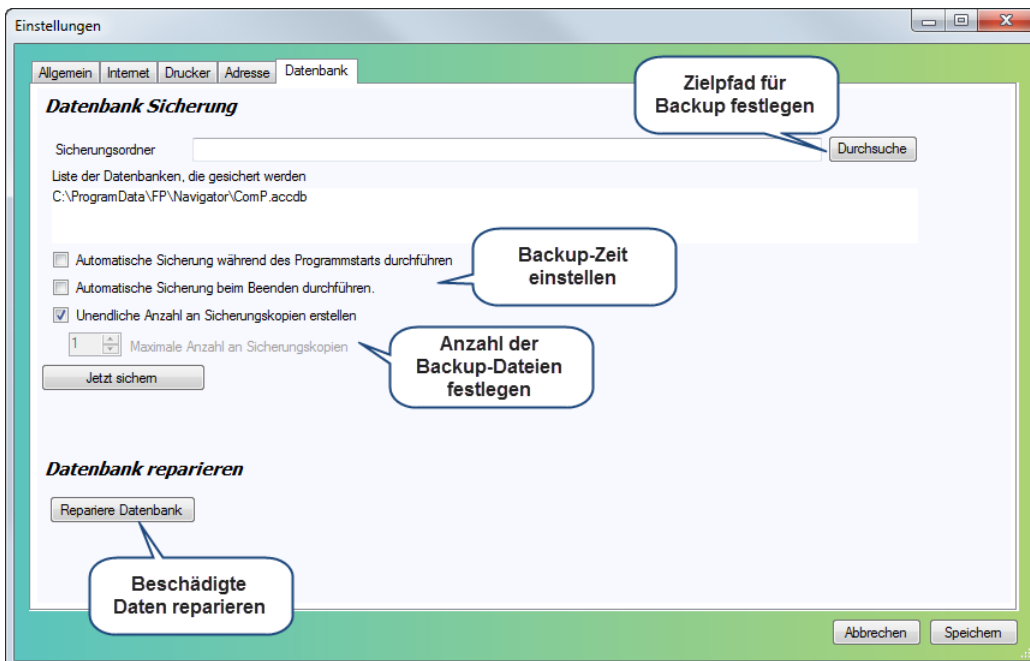 Einstellungen
Allgemein Internet Drucker Adresse Datenbank
Zielpfad für
Backup festlegen
Datenbank Sicherung
Sicherungsordner
Durchsuche
Liste der Datenbanken, die gesichert werden
C:\ProgramData\FP\Navigator\ComP.accdb
Backup-Zeit
einstellen
Automatische Sicherung während des Programmstarts durchführen
Automatische Sicherung beim Beenden durchführen.
Unendliche Anzahl an Sicherungskopien erstellen
1 Maximale Anzahl an Sicherungskopien
Anzahl der
Backup-Dateien
festlegen
Jetzt sichern
Datenbank reparieren
Repariere Datenbank
Beschädigte
Daten reparieren
Abbrechen Speichern